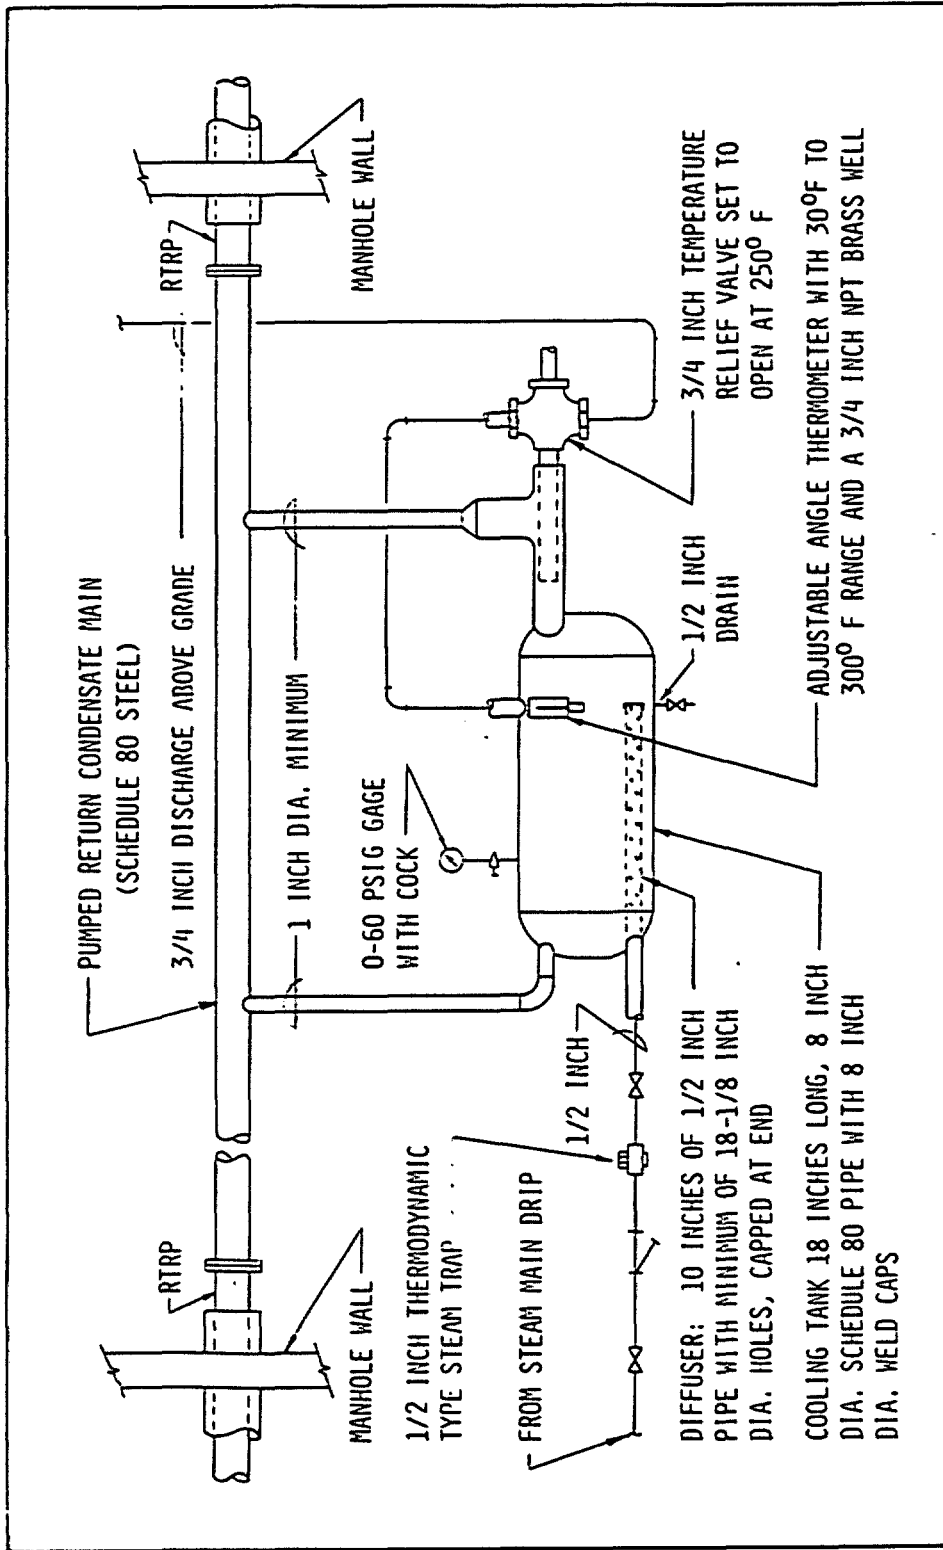 PUMPED RETURN CONDENSATE MAIN
(SCHEDULE 80 STEEL)
3/4 INCH DISCHARGE ABOVE GRADE
RTRP
RTRP
MANHOLE WALL
MANHOLE WALL
1 INCH DIA. MINIMUM
0-60 PSIG GAGE
WITH COCK
1/2 INCH THERMODYNAMIC
TYPE STEAM TRAP
1/2 INCH
FROM STEAM MAIN DRIP
3/4 INCH TEMPERATURE
RELIEF VALVE SET TO
OPEN AT 250° F
1/2 INCH
DRAIN
DIFFUSER: 10 INCHES OF 1/2 INCH
PIPE WITH MINIMUM OF 18-1/8 INCH
DIA. HOLES, CAPPED AT END
ADJUSTABLE ANGLE THERMOMETER WITH 30°F TO
300° F RANGE AND A 3/4 INCH NPT BRASS WELL
COOLING TANK 18 INCHES LONG, 8 INCH
DIA. SCHEDULE 80 PIPE WITH 8 INCH
DIA. WELD CAPS